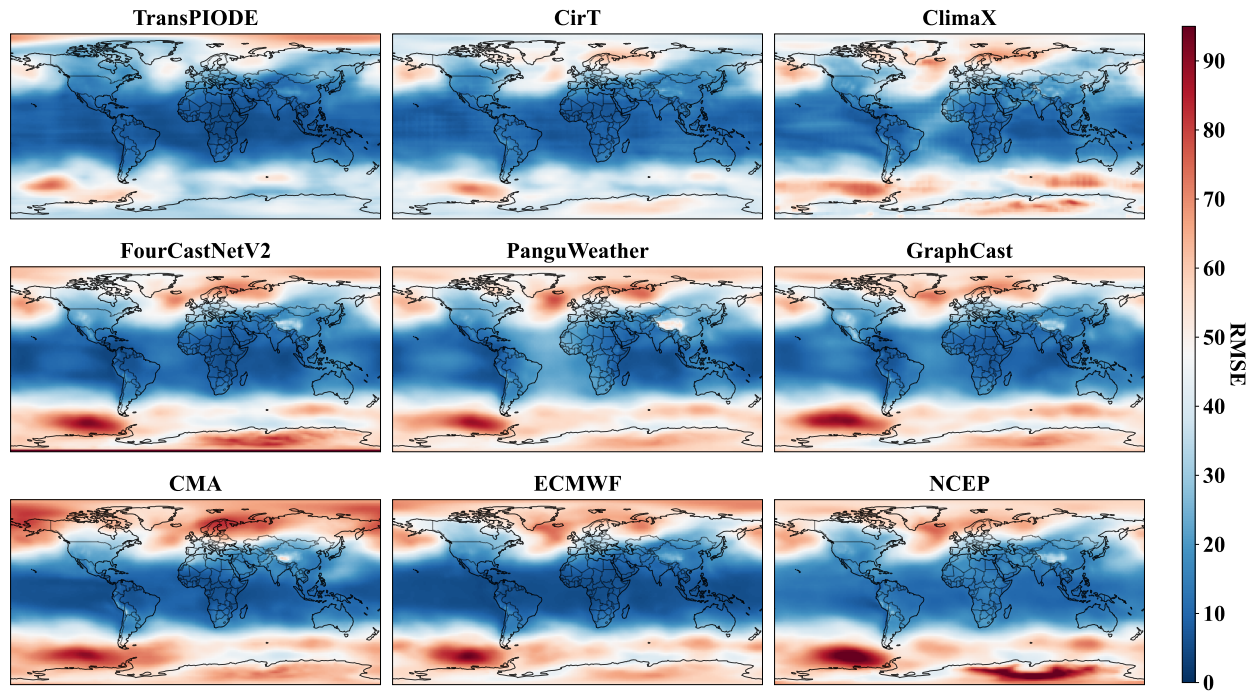 TransPIODE
CirT
ClimaX
FourCastNetV2
PanguWeather
GraphCast
CMA
ECMWF
NCEP
90
80
70
60
50
40
30
20
10
0
RMSE